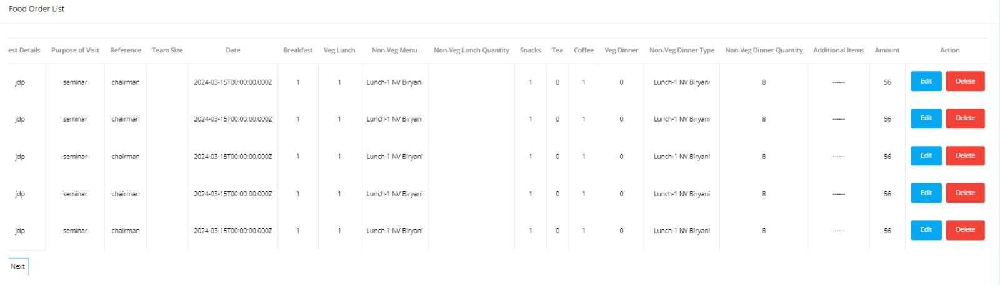 Food Order List
est Details Purpose of Visit Reference Team Size Date Breakfast Veg Lunch Non-Veg Menu Non-Veg Lunch Quantity Snacks Tea Coffee Veg Dinner Non-Veg Dinner Type Non-Veg Dinner Quantity Additional Items Amount Action
jdp seminar chairman 2024-03-15T00:00:00.000Z 1 1 Lunch-1 NV Biryani 1 0 1 0 Lunch-1 NV Biryani 8 ------ 56 Edit Delete
jdp seminar chairman 2024-03-15T00:00:00.000Z 1 1 Lunch-1 NV Biryani 1 0 1 0 Lunch-1 NV Biryani 8 ------ 56 Edit Delete
jdp seminar chairman 2024-03-15T00:00:00.000Z 1 1 Lunch-1 NV Biryani 1 0 1 0 Lunch-1 NV Biryani 8 ------ 56 Edit Delete
jdp seminar chairman 2024-03-15T00:00:00.000Z 1 1 Lunch-1 NV Biryani 1 0 1 0 Lunch-1 NV Biryani 8 ------ 56 Edit Delete
jdp seminar chairman 2024-03-15T00:00:00.000Z 1 1 Lunch-1 NV Biryani 1 0 1 0 Lunch-1 NV Biryani 8 ------ 56 Edit Delete
Next